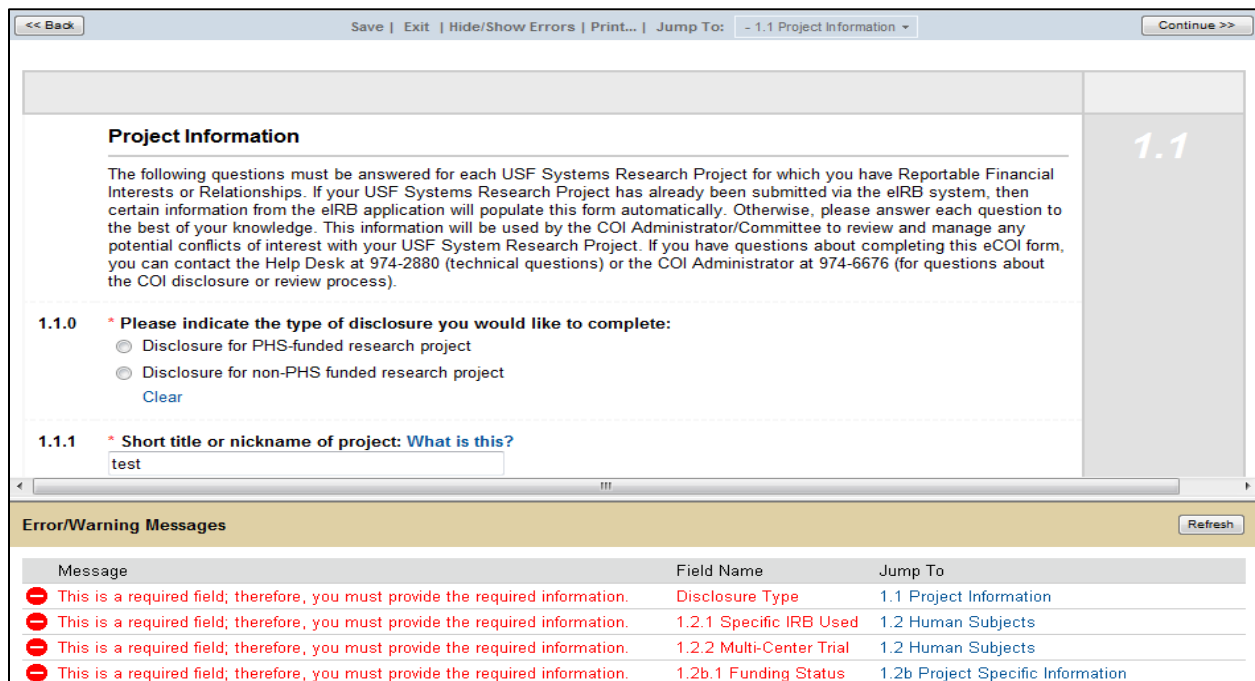 << Back Save | Exit | Hide/Show Errors | Print... | Jump To: - 1.1 Project Information Continue >>
Project Information
1.1
The following questions must be answered for each USF Systems Research Project for which you have Reportable Financial
Interests or Relationships. If your USF Systems Research Project has already been submitted via the eIRB system, then
certain information from the eIRB application will populate this form automatically. Otherwise, please answer each question to
the best of your knowledge. This information will be used by the COI Administrator/Committee to review and manage any
potential conflicts of interest with your USF System Research Project. If you have questions about completing this eCOI form,
you can contact the Help Desk at 974-2880 (technical questions) or the COI Administrator at 974-6676 (for questions about
the COI disclosure or review process).
1.1.0 * Please indicate the type of disclosure you would like to complete:
Disclosure for PHS-funded research project
Disclosure for non-PHS funded research project
Clear
1.1.1 * Short title or nickname of project: What is this?
test
Error/Warning Messages Refresh
Message Field Name Jump To
This is a required field; therefore, you must provide the required information. Disclosure Type 1.1 Project Information
This is a required field; therefore, you must provide the required information. 1.2.1 Specific IRB Used 1.2 Human Subjects
This is a required field; therefore, you must provide the required information. 1.2.2 Multi-Center Trial 1.2 Human Subjects
This is a required field; therefore, you must provide the required information. 1.2b.1 Funding Status 1.2b Project Specific Information